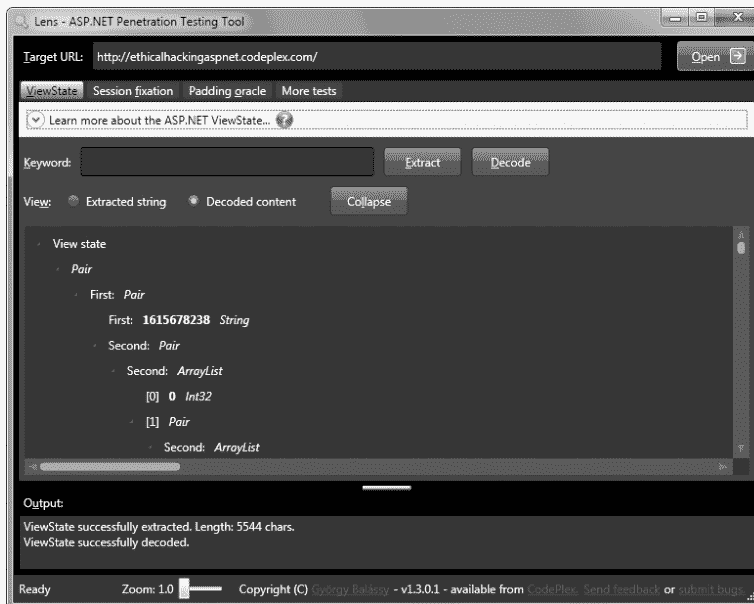 Lens - ASP.NET Penetration Testing Tool
Target URL: http://ethicalhackingaspnet.codeplex.com/ Open
ViewState Session fixation Padding oracle More tests
Learn more about the ASP.NET ViewState... ?
Keyword: Extract Decode
View: Extracted string Decoded content Collapse
View state
Pair
First: Pair
First: 1615678238 String
Second: Pair
Second: ArrayList
[0] 0 Int32
[1] Pair
Second: ArrayList
Output:
ViewState successfully extracted. Length: 5544 chars.
ViewState successfully decoded.
Ready Zoom: 1.0 Copyright (C) György Balássy - v1.3.0.1 - available from CodePlex. Send feedback or submit bugs.